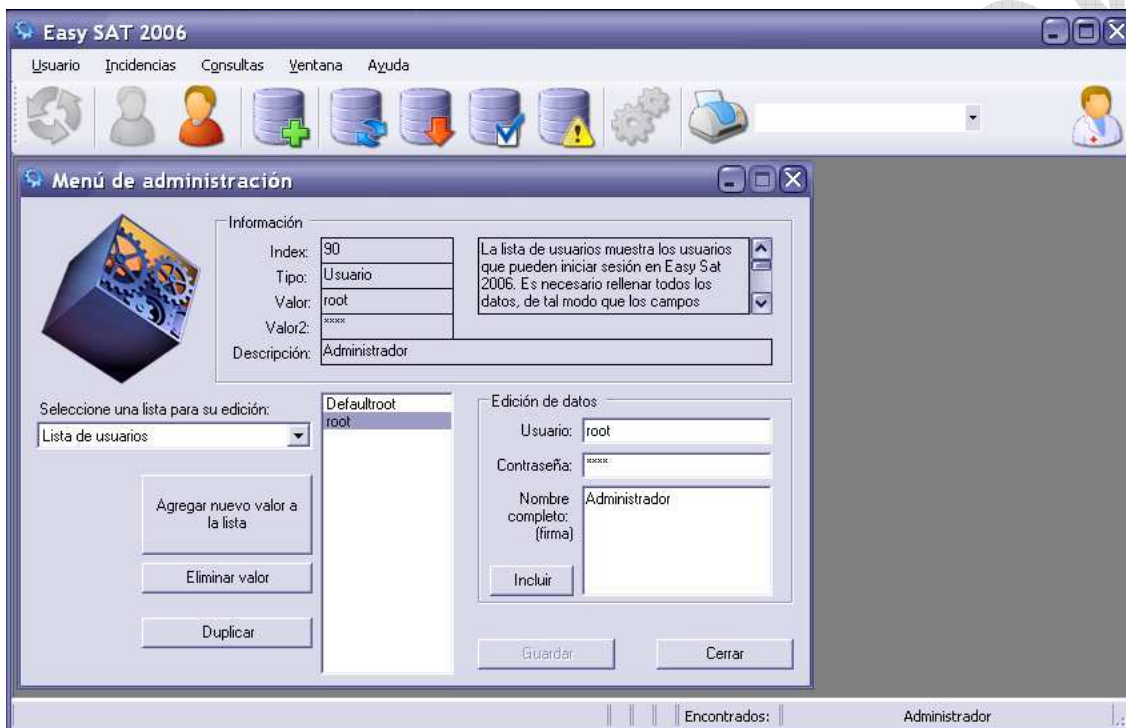 Easy SAT 2006
Usuario Incidencias Consultas Ventana Ayuda
Menú de administración
Información
Index: 90
Tipo: Usuario
Valor: root
Valor2: ****
Descripción: Administrador
La lista de usuarios muestra los usuarios
que pueden iniciar sesión en Easy Sat
2006. Es necesario rellenar todos los
datos, de tal modo que los campos
Seleccione una lista para su edición:
Lista de usuarios
Agregar nuevo valor a
la lista
Eliminar valor
Duplicar
Defaultroot
root
Edición de datos
Usuario: root
Contraseña: ****
Nombre
completo:
(firma)
Administrador
Incluir
Guardar
Cerrar
Encontrados:
Administrador